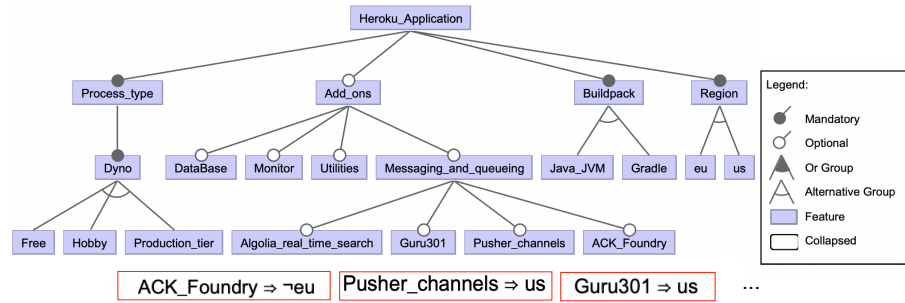 Heroku_Application
Process_type Add_ons Buildpack Region
Legend:
Mandatory
Optional
Or Group
Alternative Group
Feature
Collapsed
Dyno DataBase Monitor Utilities Messaging_and_queueing Java_JVM Gradle eu us
Free Hobby Production_tier Algolia_real_time_search Guru301 Pusher_channels ACK_Foundry
ACK_Foundry ⇒ ¬eu Pusher_channels ⇒ us Guru301 ⇒ us ...